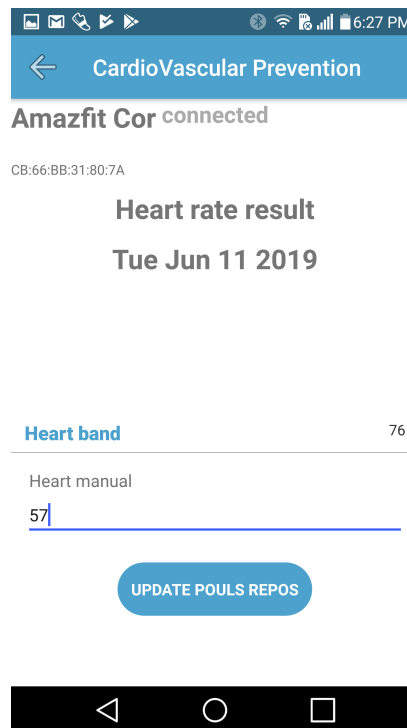 6:27 PM
CardioVascular Prevention
Amazfit Cor connected
CB:66:BB:31:80:7A
Heart rate result
Tue Jun 11 2019
Heart band 76
Heart manual
57
UPDATE POULS REPOS